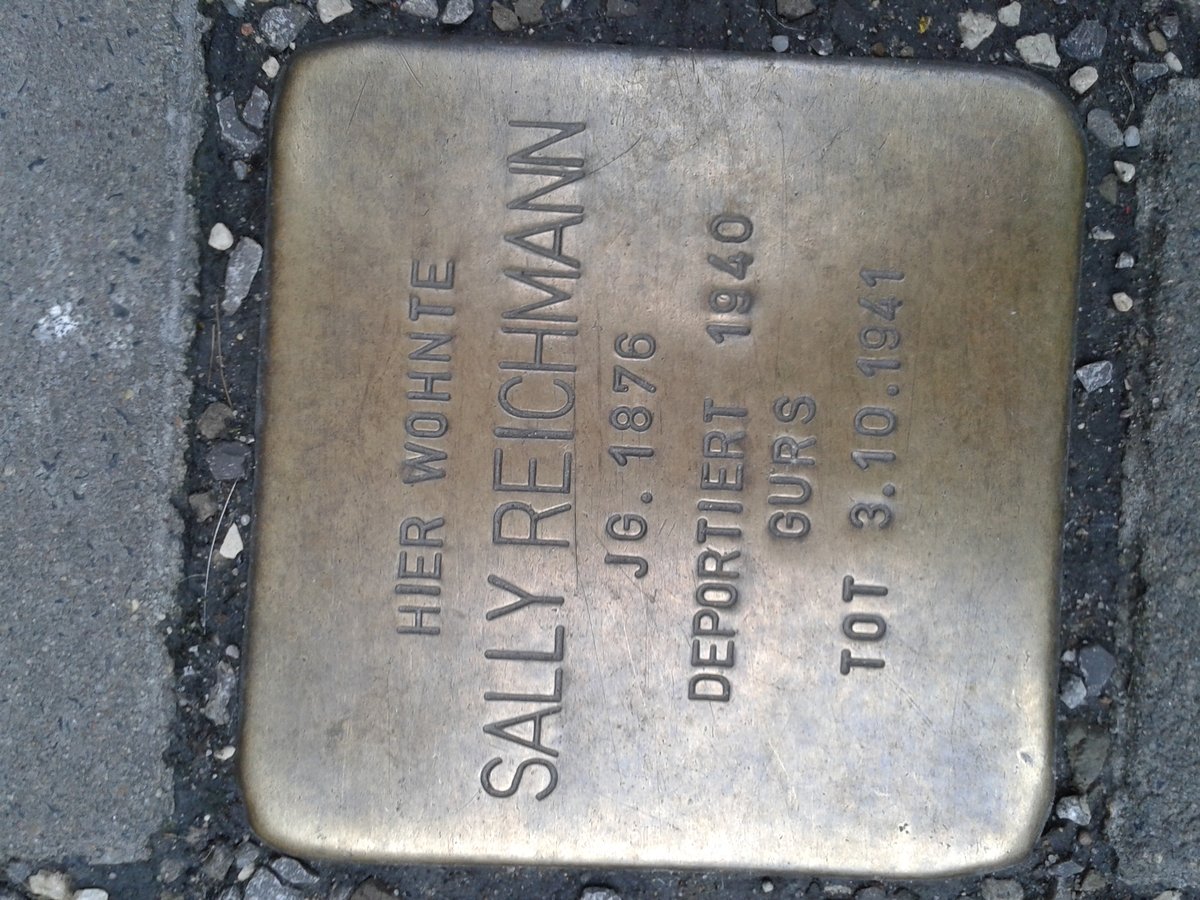 HIER WOHNTE
SALLY REICHMANN
JG. 1876
DEPORTIERT 1940
GURS
TOT 3.10.1941